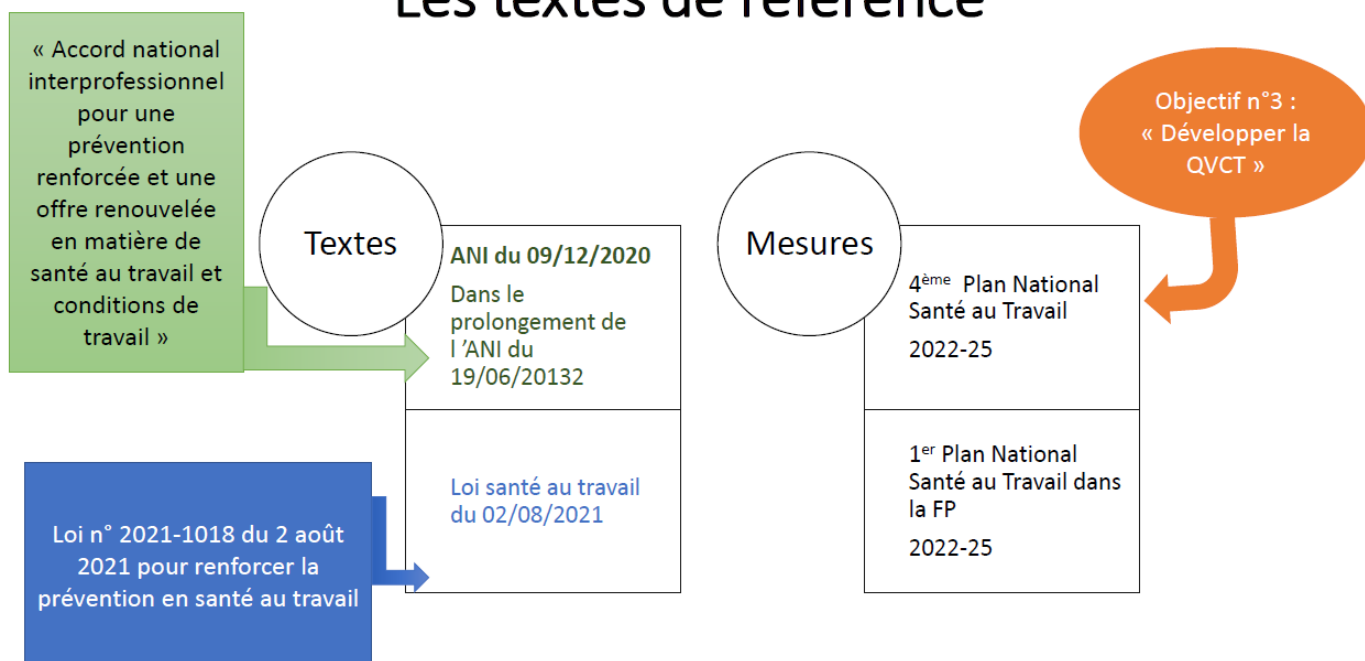 Les textes de référence
« Accord national
interprofessionnel
pour une
prévention
renforcée et une
offre renouvelée
en matière de
santé au travail et
conditions de
travail »
Textes
ANI du 09/12/2020
Dans le
prolongement de
l ’ANI du
19/06/20132
Loi n° 2021-1018 du 2 août
2021 pour renforcer la
prévention en santé au travail
Loi santé au travail
du 02/08/2021
Mesures
Objectif n°3 :
« Développer la
QVCT »
4ème Plan National
Santé au Travail
2022-25
1er Plan National
Santé au Travail dans
la FP
2022-25